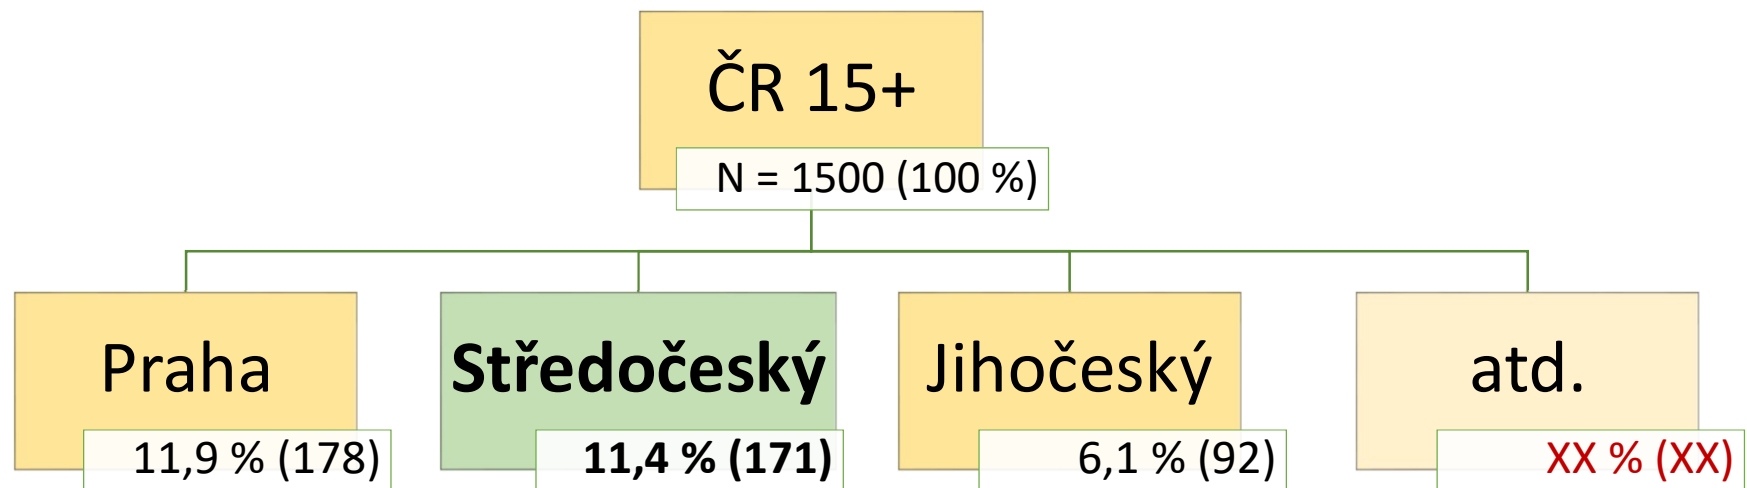 ČR 15+
N = 1500 (100 %)
Praha
11,9 % (178)
Středočeský
11,4 % (171)
Jihočeský
6,1 % (92)
atd.
XX % (XX)